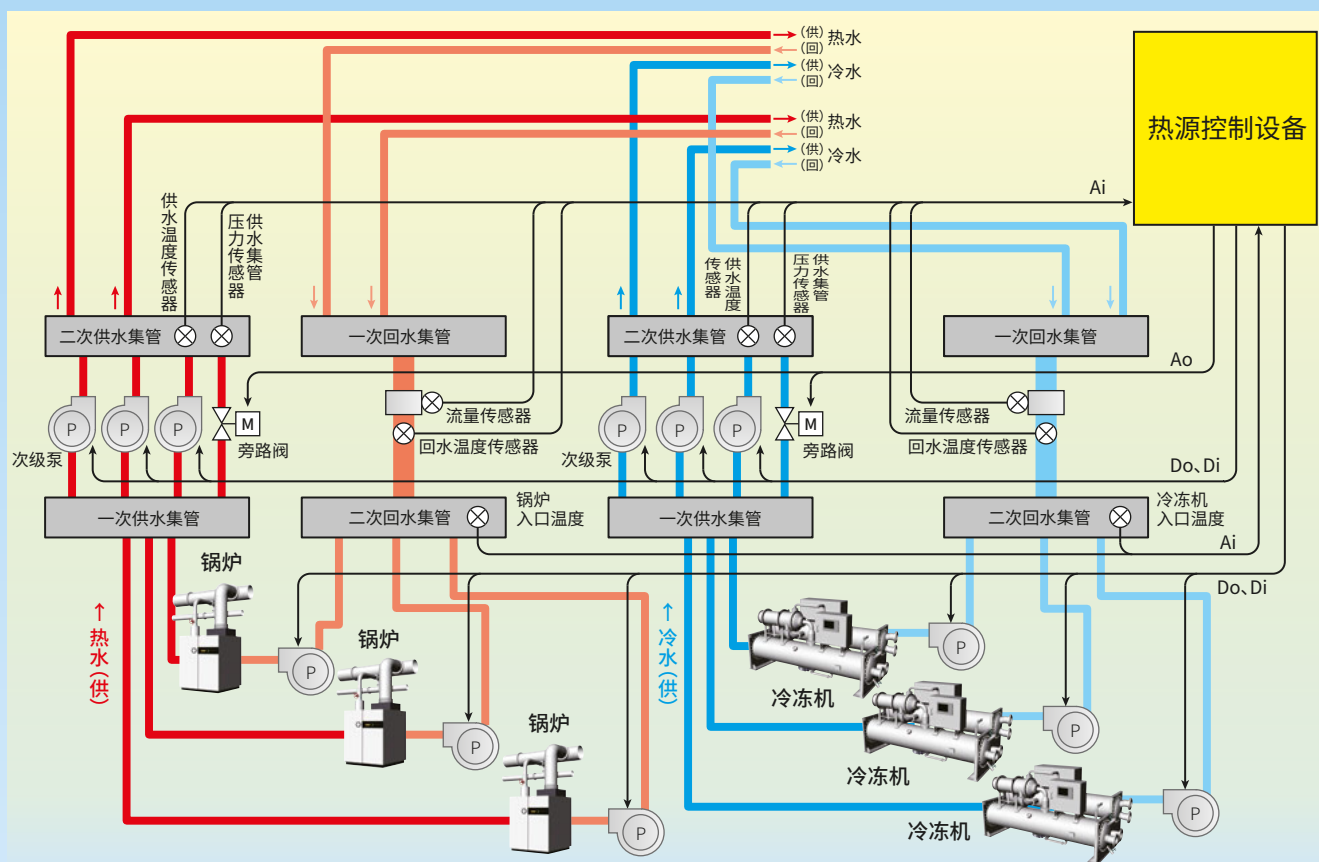 (供)
(回)
热水
(供)
(回)
冷水
(供)
(回)
热水
(供)
(回)
冷水
热源控制设备
Ai
供水温度传感器
供水集管
压力传感器
供水温度
传感器
供水集管
压力传感器
二次供水集管
一次回水集管
二次供水集管
一次回水集管
Ao
P
P
P
M
流量传感器
P
P
P
M
流量传感器
次级泵
旁路阀
回水温度传感器
次级泵
旁路阀
回水温度传感器
Do、Di
一次供水集管
二次回水集管
锅炉
入口温度
一次供水集管
二次回水集管
冷冻机
入口温度
Ai
锅炉
Do、Di
↑热水(供)
P
锅炉
↑冷水(供)
P
冷冻机
P
锅炉
P
冷冻机
P
冷冻机
P